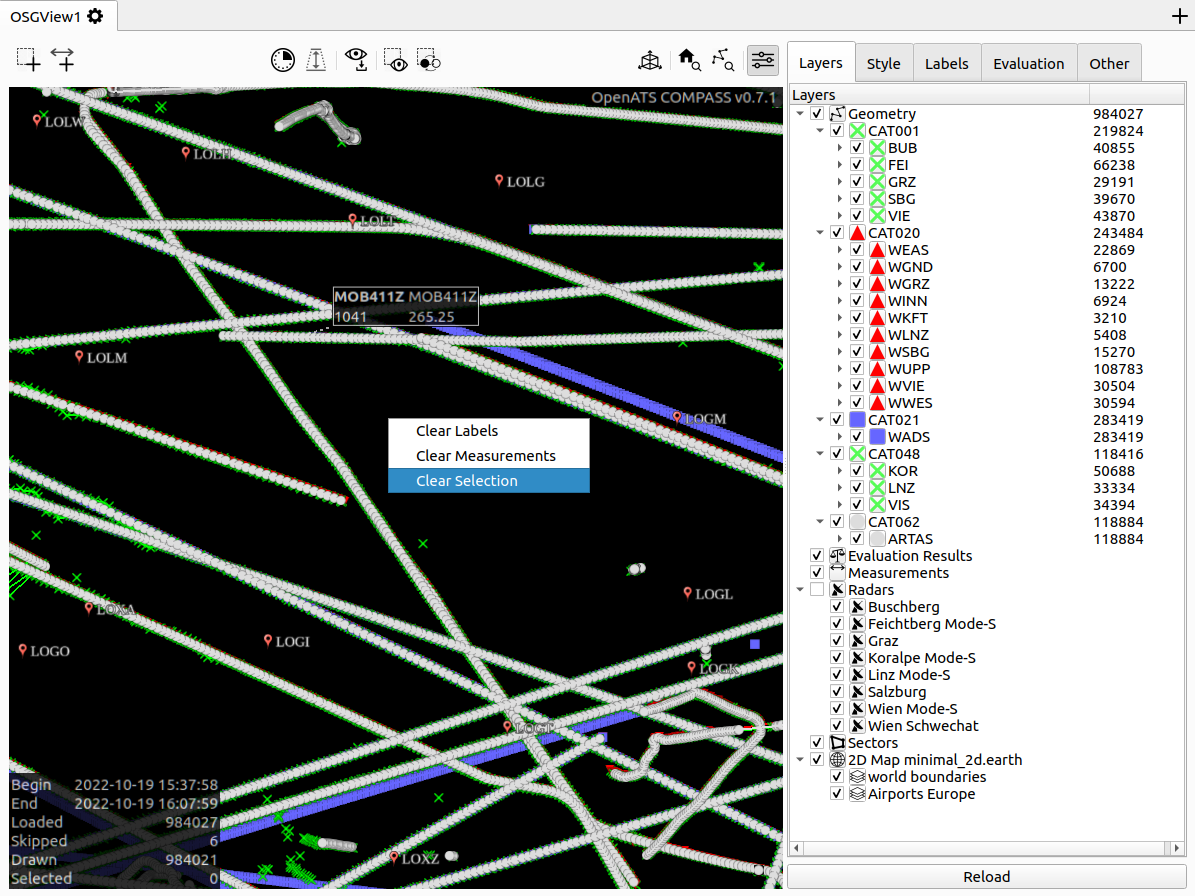 OSGView1
OpenATS COMPASS v0.7.1
LOLW
LOLH
LOLG
LOLT
MOB411Z MOB411Z
1041 265.25
LOLM
LOGM
Clear Labels
Clear Measurements
Clear Selection
LOGL
LOXA
LOGI
LOGO
LOGK
Begin 2022-10-19 15:37:58
End 2022-10-19 16:07:59
Loaded 984027
Skipped 6
Drawn 984021
Selected 0
LOXZ
Layers Style Labels Evaluation Other
Layers
Geometry 984027
CAT001 219824
BUB 40855
FEI 66238
GRZ 29191
SBG 39670
VIE 43870
CAT020 243484
WEAS 22869
WGND 6700
WGRZ 13222
WINN 6924
WKFT 3210
WLNZ 5408
WSBG 15270
WUPP 108783
WVIE 30504
WWES 30594
CAT021 283419
WADS 283419
CAT048 118416
KOR 50688
LNZ 33334
VIS 34394
CAT062 118884
ARTAS 118884
Evaluation Results
Measurements
Radars
Buschberg
Feichtberg Mode-S
Graz
Koralpe Mode-S
Linz Mode-S
Salzburg
Wien Mode-S
Wien Schwechat
Sectors
2D Map minimal_2d.earth
world boundaries
Airports Europe
Reload